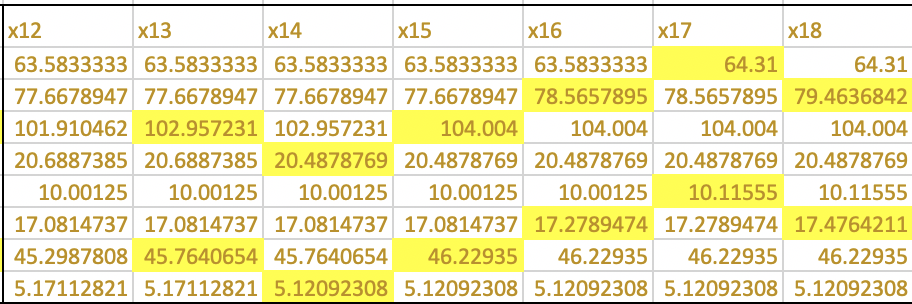 x12 x13 x14 x15 x16 x17 x18
63.5833333 63.5833333 63.5833333 63.5833333 63.5833333 64.31 64.31
77.6678947 77.6678947 77.6678947 77.6678947 78.5657895 78.5657895 79.4636842
101.910462 102.957231 102.957231 104.004 104.004 104.004 104.004
20.6887385 20.6887385 20.4878769 20.4878769 20.4878769 20.4878769 20.4878769
10.00125 10.00125 10.00125 10.00125 10.00125 10.11555 10.11555
17.0814737 17.0814737 17.0814737 17.0814737 17.2789474 17.2789474 17.4764211
45.2987808 45.7640654 45.7640654 46.22935 46.22935 46.22935 46.22935
5.17112821 5.17112821 5.12092308 5.12092308 5.12092308 5.12092308 5.12092308